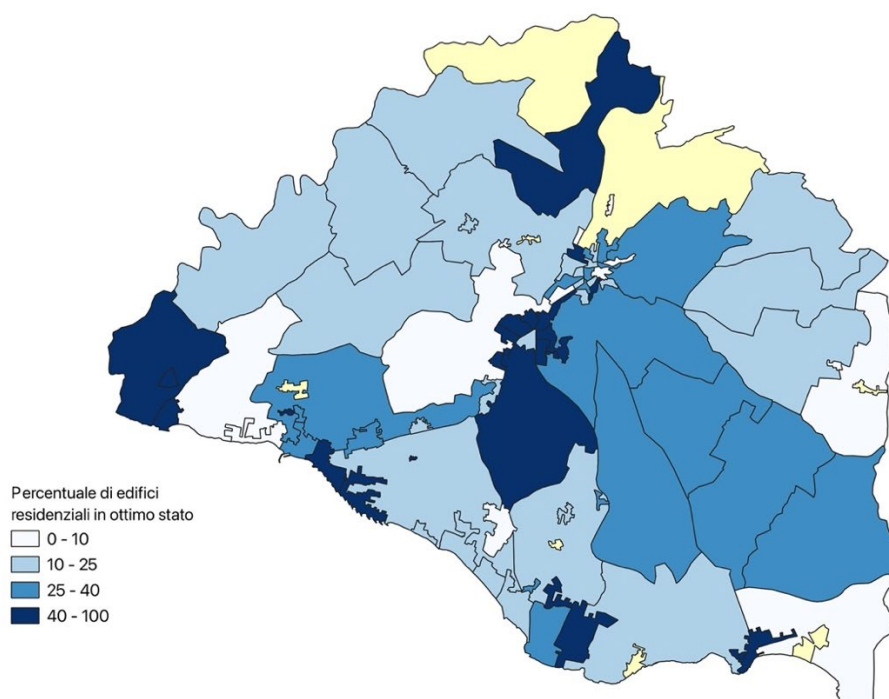 Percentuale di edifici
residenziali in ottimo stato
0 - 10
10 - 25
25 - 40
40 - 100